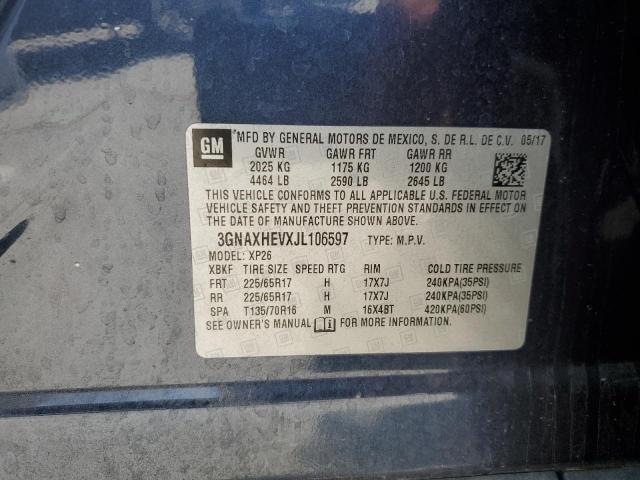 GM
*MFD BY GENERAL MOTORS DE MEXICO, S. DE R.L. DE C.V. 05/17
GVWR GAWR FRT GAWR RR
2025 KG 1175 KG 1200 KG
4464 LB 2590 LB 2645 LB
THIS VEHICLE CONFORMS TO ALL APPLICABLE U.S. FEDERAL MOTOR
VEHICLE SAFETY AND THEFT PREVENTION STANDARDS IN EFFECT ON
THE DATE OF MANUFACTURE SHOWN ABOVE.
3GNAXHEVXJL106597 TYPE: M.P.V.
MODEL: XP26
XBKF TIRE SIZE SPEED RTG RIM COLD TIRE PRESSURE
FRT 225/65R17 H 17X7J 240KPA(35PSI)
RR 225/65R17 H 17X7J 240KPA(35PSI)
SPA T135/70R16 M 16X4BT 420KPA(60PSI)
SEE OWNER'S MANUAL FOR MORE INFORMATION.